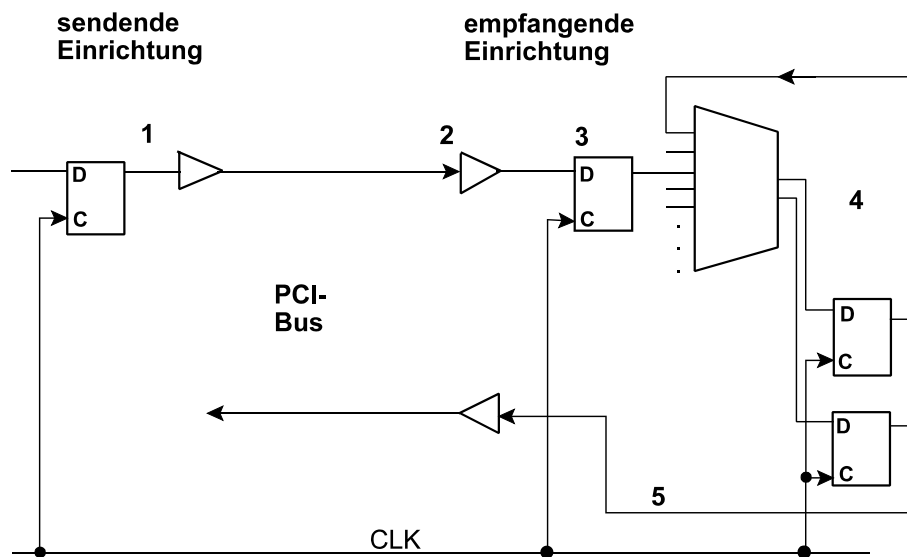 sendende
Einrichtung
empfangende
Einrichtung
1
2
3
D
C
D
C
4
PCI-
Bus
D
C
D
C
5
CLK